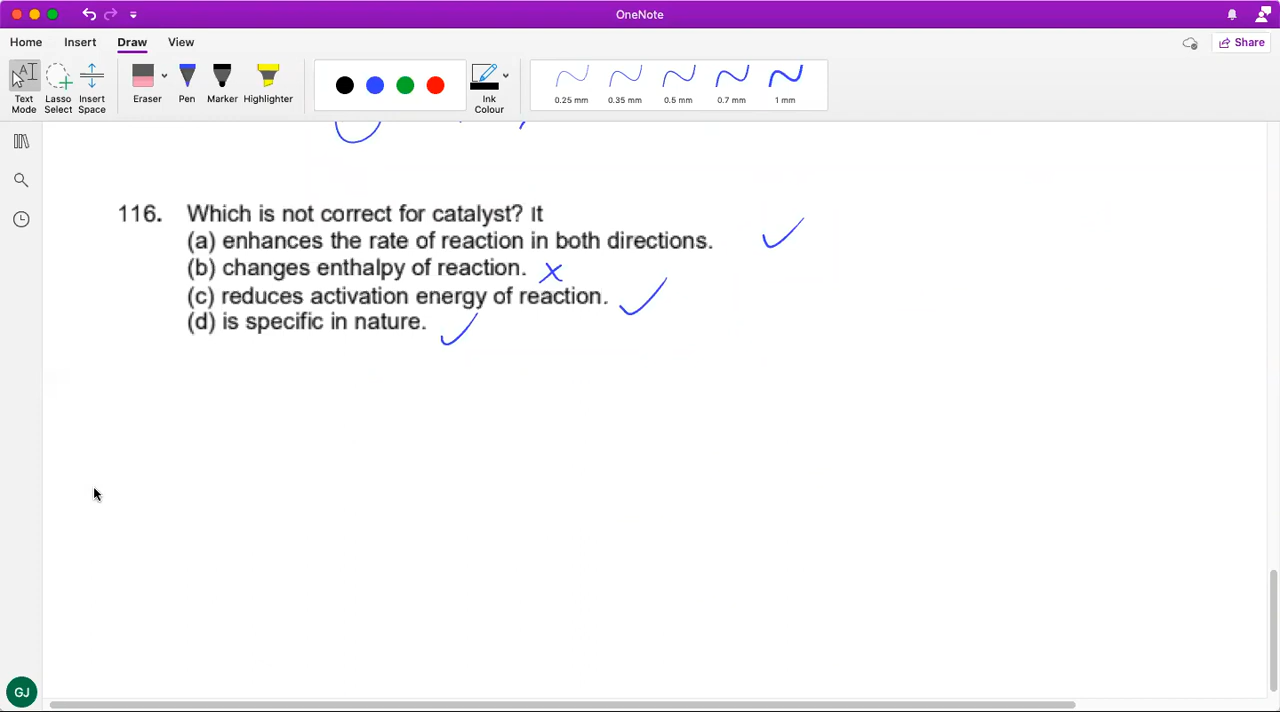 OneNote
Home Insert Draw View
Share
Text Mode
Lasso Select
Insert Space
Eraser
Pen
Marker
Highlighter
Ink Colour
0.25 mm 0.35 mm 0.5 mm 0.7 mm 1 mm
116. Which is not correct for catalyst? It
(a) enhances the rate of reaction in both directions.
(b) changes enthalpy of reaction.
(c) reduces activation energy of reaction.
(d) is specific in nature.
GJ